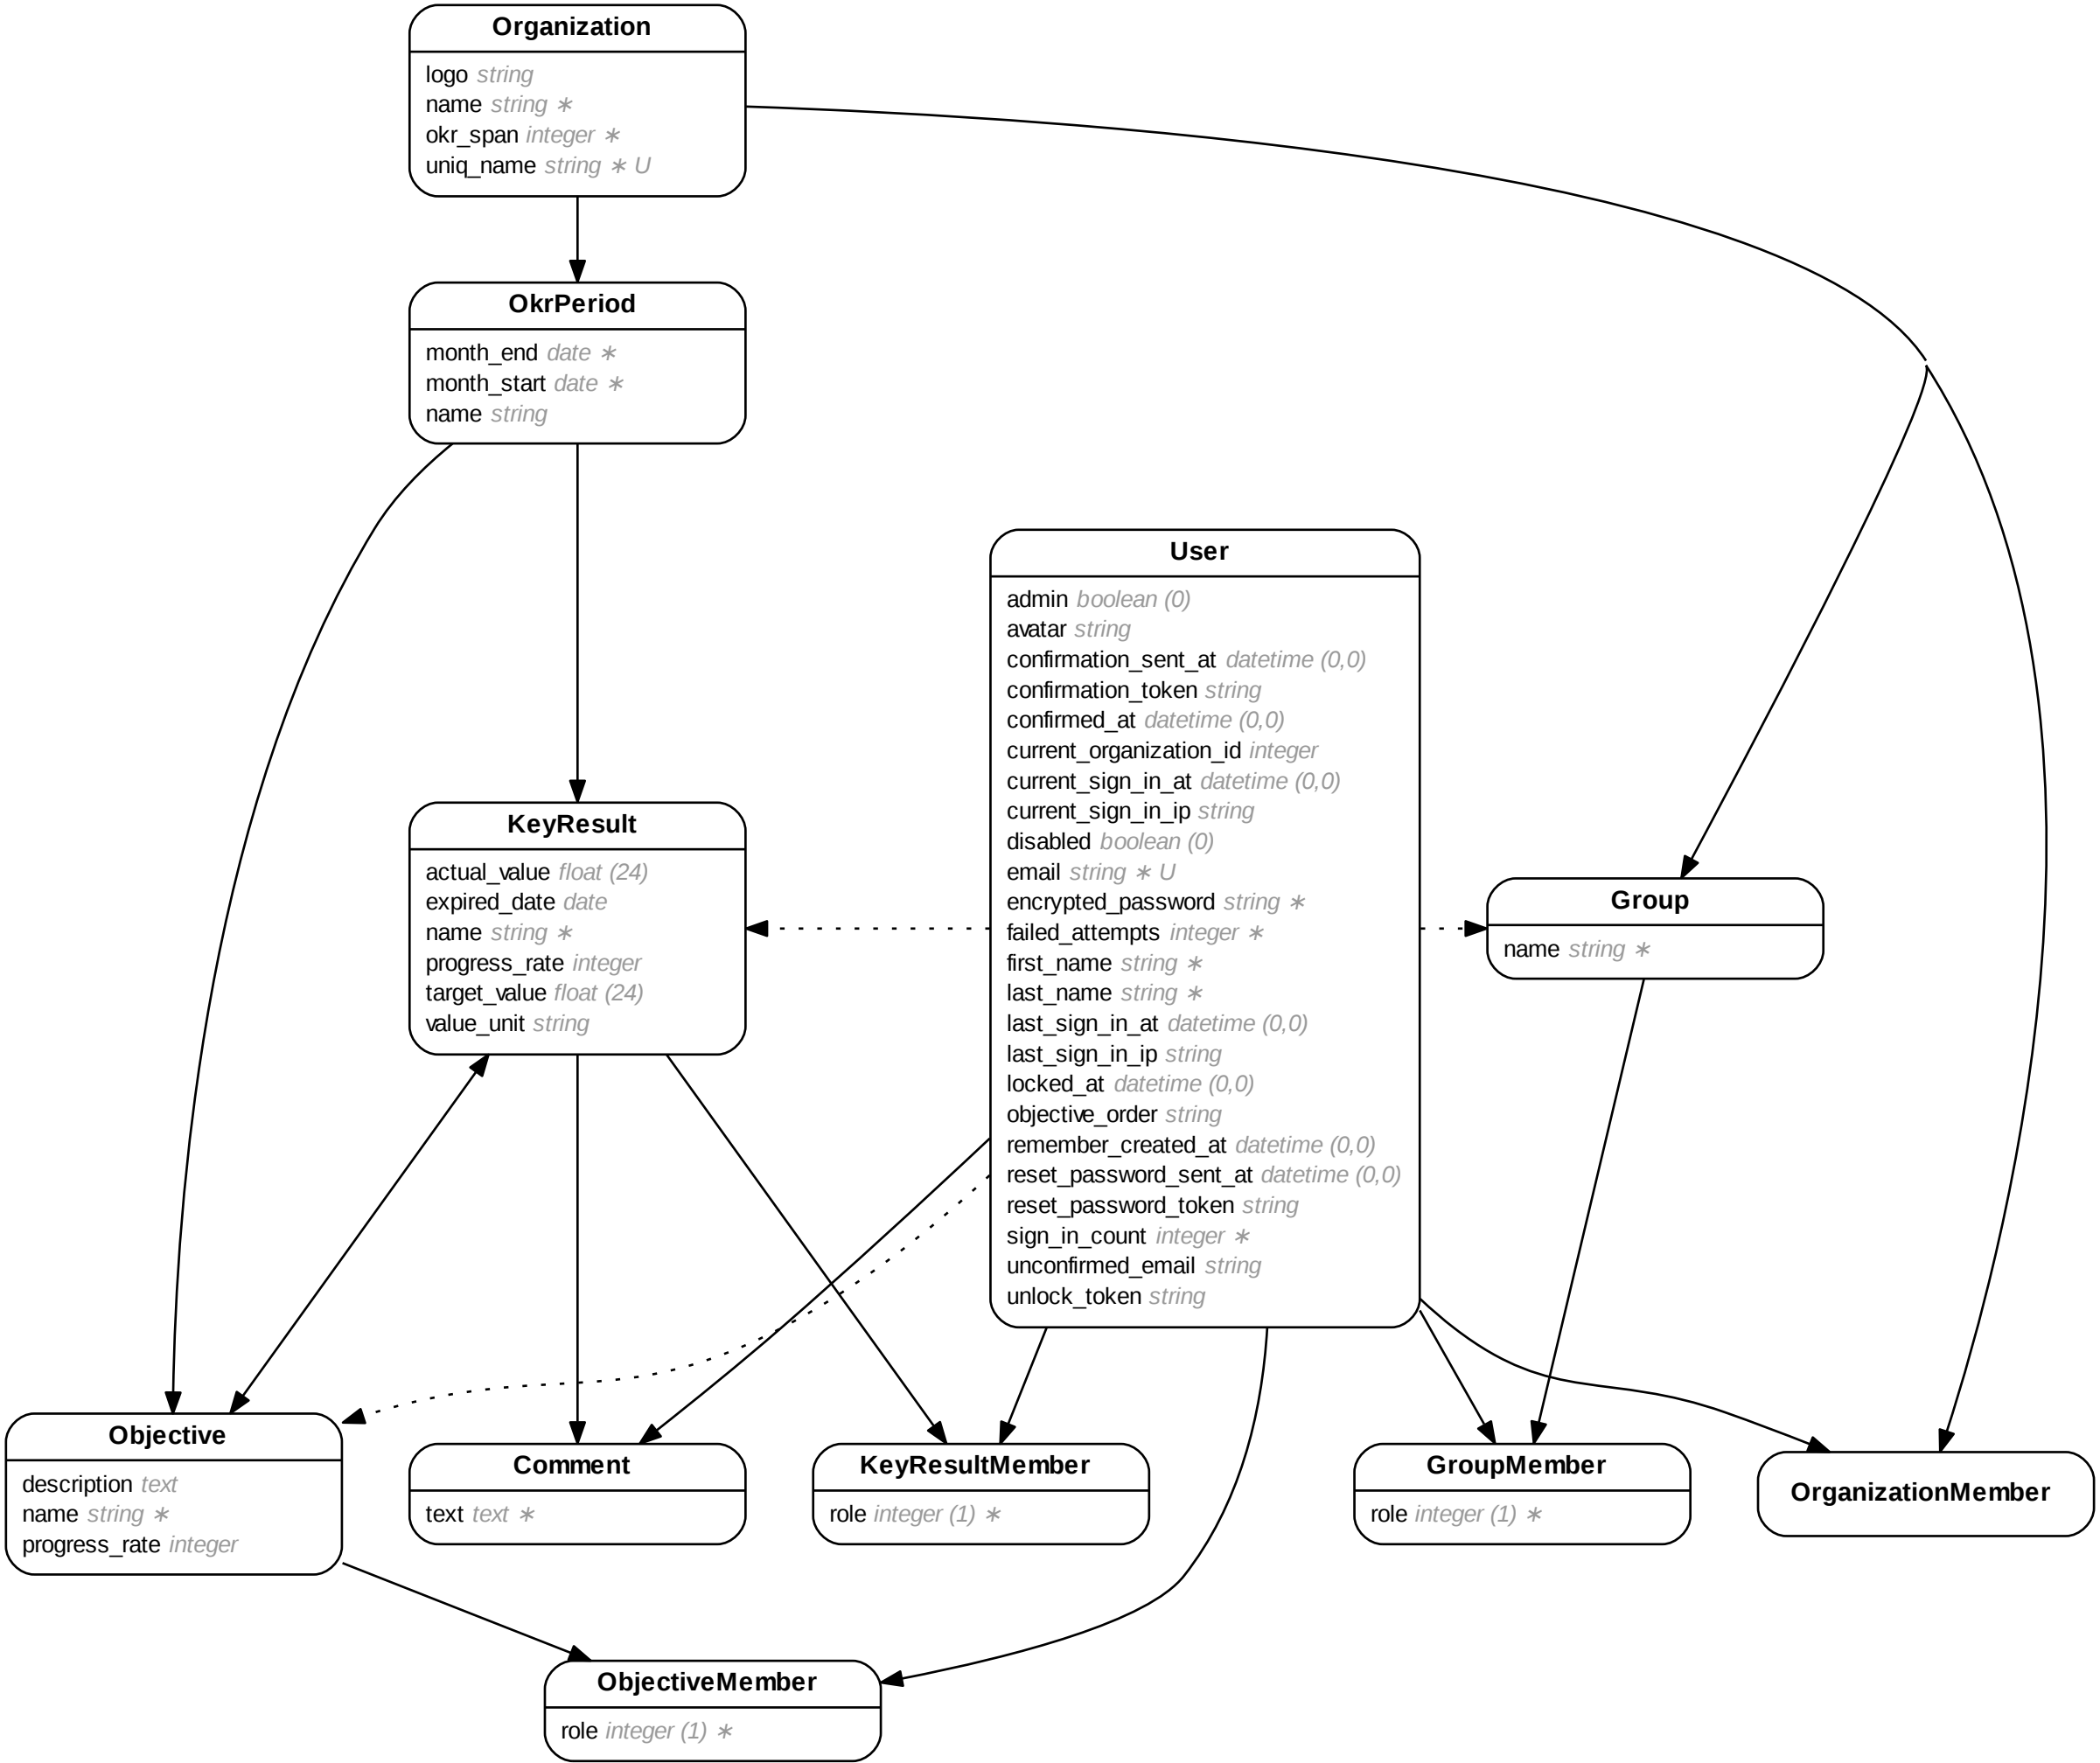 Organization
logo string
name string ∗
okr_span integer ∗
uniq_name string ∗ U
OkrPeriod
month_end date ∗
month_start date ∗
name string
User
admin boolean (0)
avatar string
confirmation_sent_at datetime (0,0)
confirmation_token string
confirmed_at datetime (0,0)
current_organization_id integer
current_sign_in_at datetime (0,0)
current_sign_in_ip string
disabled boolean (0)
email string ∗ U
encrypted_password string ∗
failed_attempts integer ∗
first_name string ∗
last_name string ∗
last_sign_in_at datetime (0,0)
last_sign_in_ip string
locked_at datetime (0,0)
objective_order string
remember_created_at datetime (0,0)
reset_password_sent_at datetime (0,0)
reset_password_token string
sign_in_count integer ∗
unconfirmed_email string
unlock_token string
KeyResult
actual_value float (24)
expired_date date
name string ∗
progress_rate integer
target_value float (24)
value_unit string
Group
name string ∗
Objective
description text
name string ∗
progress_rate integer
Comment
text text ∗
KeyResultMember
role integer (1) ∗
GroupMember
role integer (1) ∗
OrganizationMember
ObjectiveMember
role integer (1) ∗